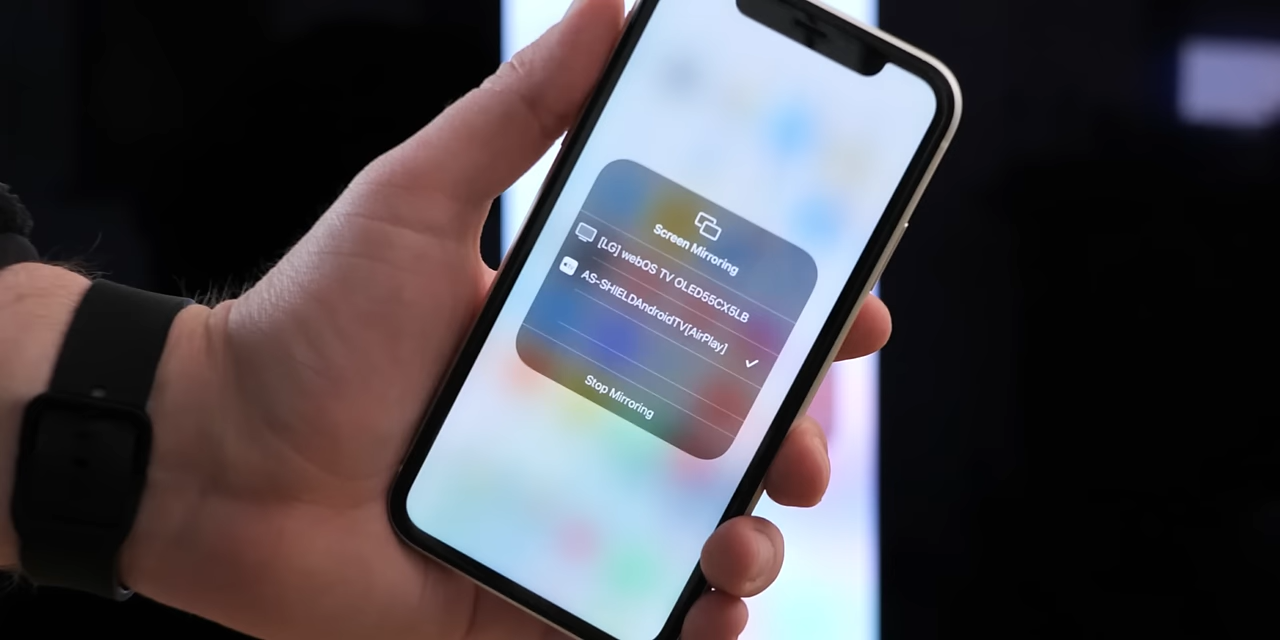 Screen Mirroring
[LG] webOS TV OLED55CX5LB
AS-SHIELDAndroidTV[AirPlay]
Stop Mirroring